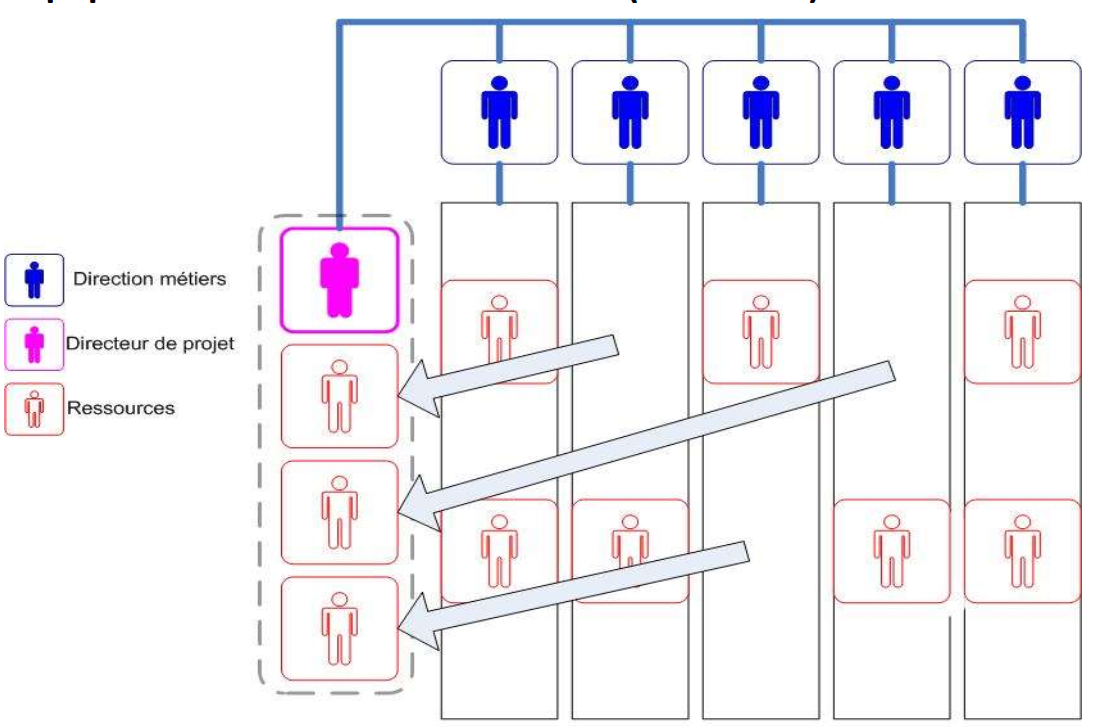 Direction métiers
Directeur de projet
Ressources